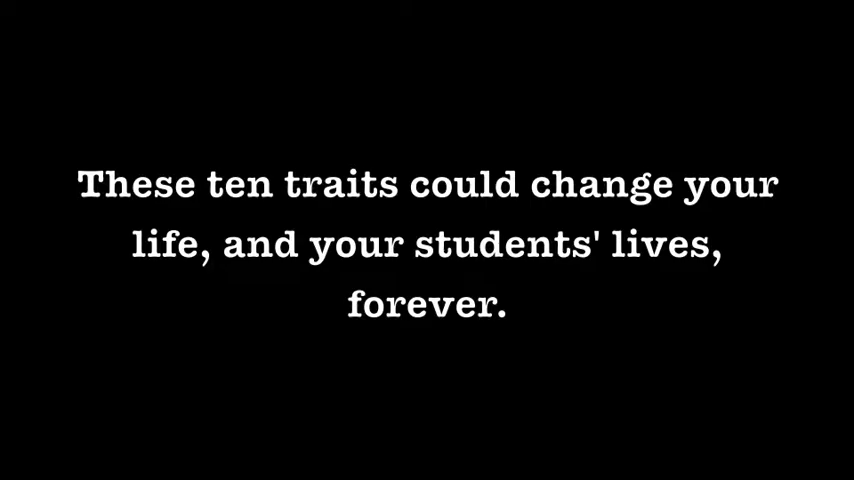 These ten traits could change your
life, and your students' lives,
forever.